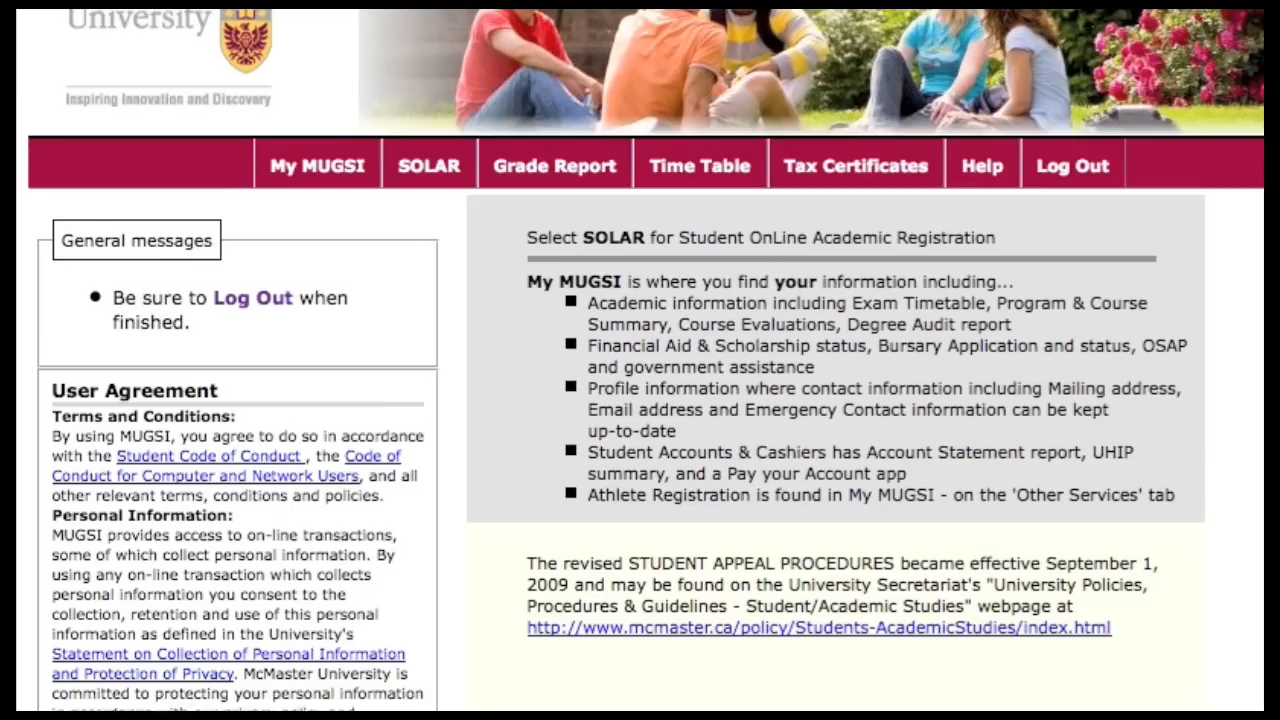 University
Inspiring Innovation and Discovery
My MUGSI SOLAR Grade Report Time Table Tax Certificates Help Log Out
General messages
Be sure to Log Out when
finished.
User Agreement
Terms and Conditions:
By using MUGSI, you agree to do so in accordance
with the Student Code of Conduct , the Code of
Conduct for Computer and Network Users, and all
other relevant terms, conditions and policies.
Personal Information:
MUGSI provides access to on-line transactions,
some of which collect personal information. By
using any on-line transaction which collects
personal information you consent to the
collection, retention and use of this personal
information as defined in the University's
Statement on Collection of Personal Information
and Protection of Privacy. McMaster University is
committed to protecting your personal information
Select SOLAR for Student OnLine Academic Registration
My MUGSI is where you find your information including...
Academic information including Exam Timetable, Program & Course
Summary, Course Evaluations, Degree Audit report
Financial Aid & Scholarship status, Bursary Application and status, OSAP
and government assistance
Profile information where contact information including Mailing address,
Email address and Emergency Contact information can be kept
up-to-date
Student Accounts & Cashiers has Account Statement report, UHIP
summary, and a Pay your Account app
Athlete Registration is found in My MUGSI - on the 'Other Services' tab
The revised STUDENT APPEAL PROCEDURES became effective September 1,
2009 and may be found on the University Secretariat's "University Policies,
Procedures & Guidelines - Student/Academic Studies" webpage at
http://www.mcmaster.ca/policy/Students-AcademicStudies/index.html